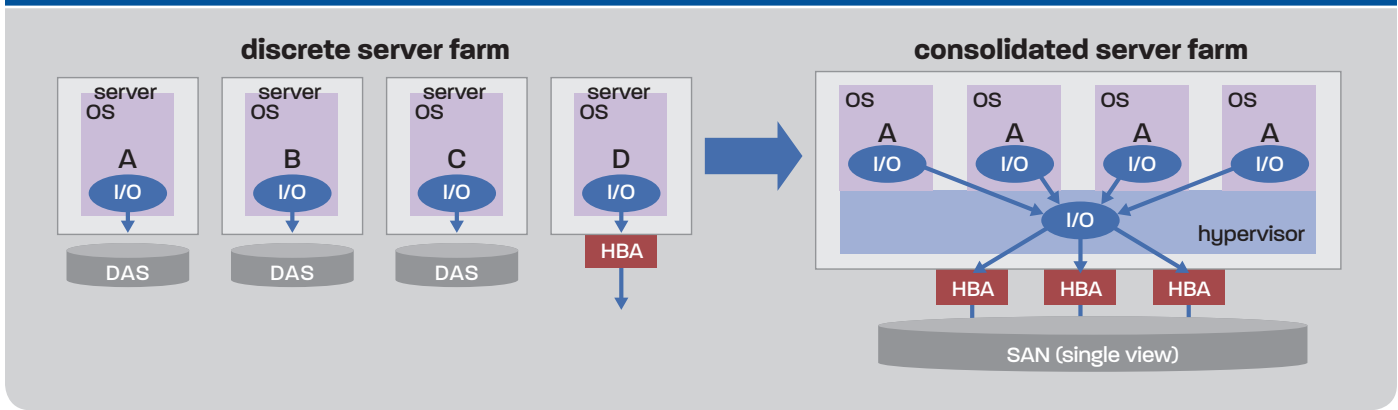 discrete server farm
server
OS
A
I/O
DAS
server
OS
B
I/O
DAS
server
OS
C
I/O
DAS
server
OS
D
I/O
HBA
consolidated server farm
OS
A
I/O
OS
A
I/O
OS
A
I/O
OS
A
I/O
I/O
hypervisor
HBA
HBA
HBA
SAN (single view)